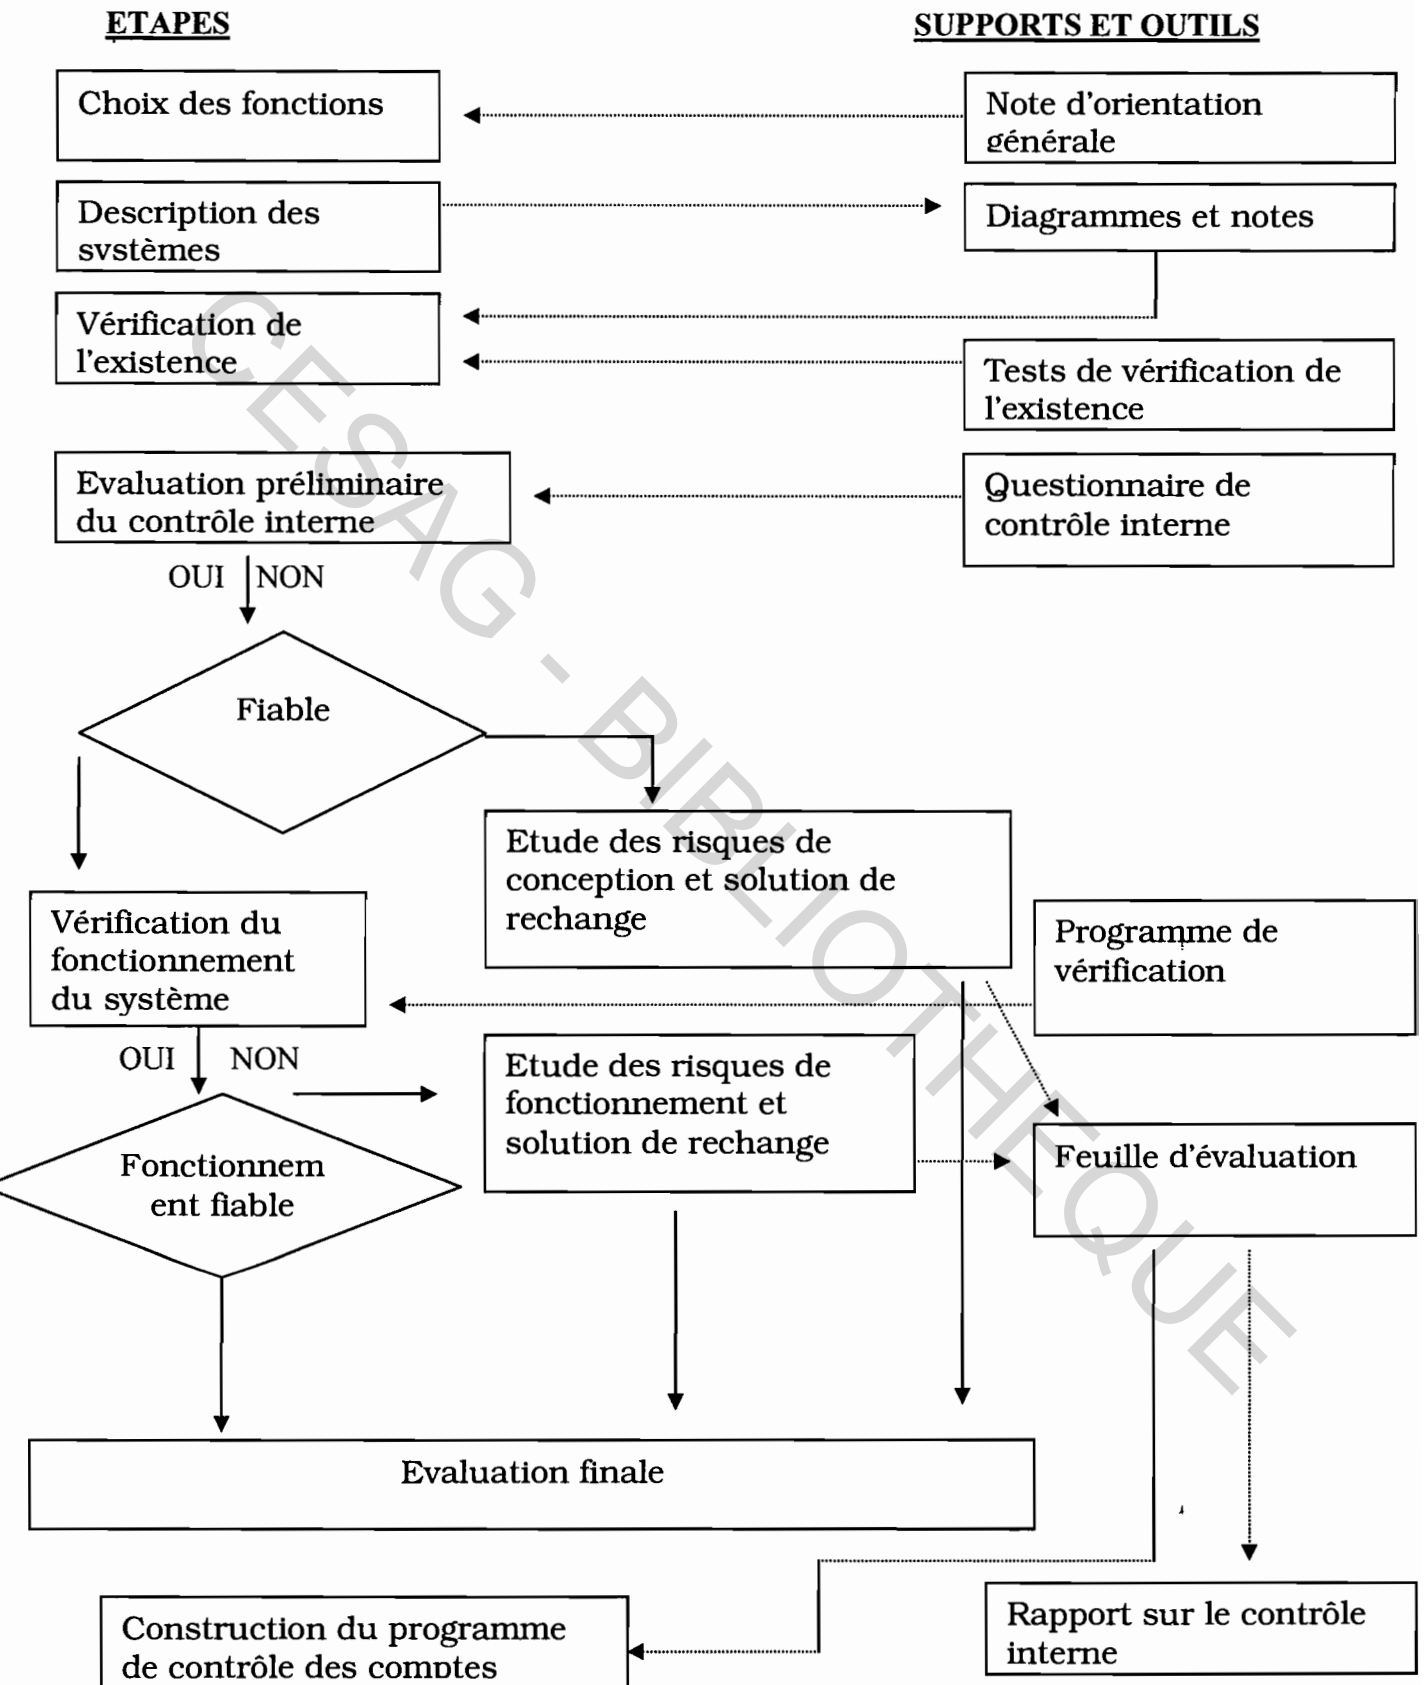 ETAPES
SUPPORTS ET OUTILS
Choix des fonctions
Note d'orientation
générale
Description des
systèmes
Diagrammes et notes
Vérification de
l'existence
Tests de vérification de
l'existence
Evaluation préliminaire
du contrôle interne
Questionnaire de
contrôle interne
OUI NON
Fiable
Etude des risques de
conception et solution de
rechange
Vérification du
fonctionnement
du système
Programme de
vérification
OUI NON
Etude des risques de
fonctionnement et
solution de rechange
Fonctionnem
ent fiable
Feuille d'évaluation
Evaluation finale
Construction du programme
de contrôle des comptes
Rapport sur le contrôle
interne
CESAG - BIBLIOTHEQUE